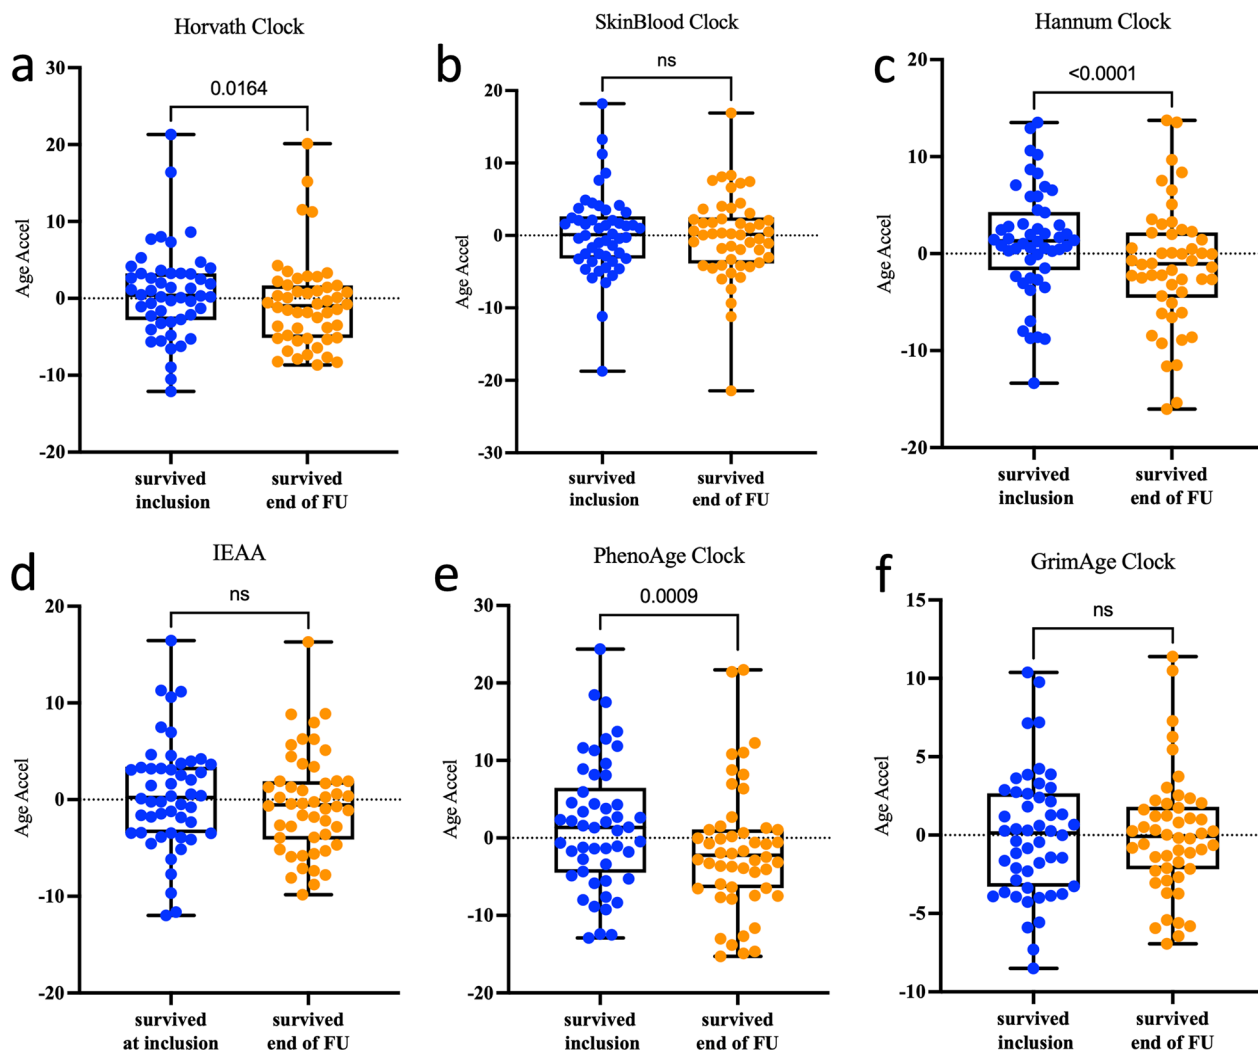 a
Horvath Clock
0.0164
Age Accel
30
20
10
0
-10
-20
survived
inclusion
survived
end of FU
b
SkinBlood Clock
ns
Age Accel
20
10
0
-10
-20
-30
survived
inclusion
survived
end of FU
c
Hannum Clock
<0.0001
Age Accel
20
10
0
-10
-20
survived
inclusion
survived
end of FU
d
IEAA
ns
Age Accel
20
10
0
-10
-20
survived
at inclusion
survived
end of FU
e
PhenoAge Clock
0.0009
Age Accel
30
20
10
0
-10
-20
survived
inclusion
survived
end of FU
f
GrimAge Clock
ns
Age Accel
15
10
5
0
-5
-10
survived
inclusion
survived
end of FU